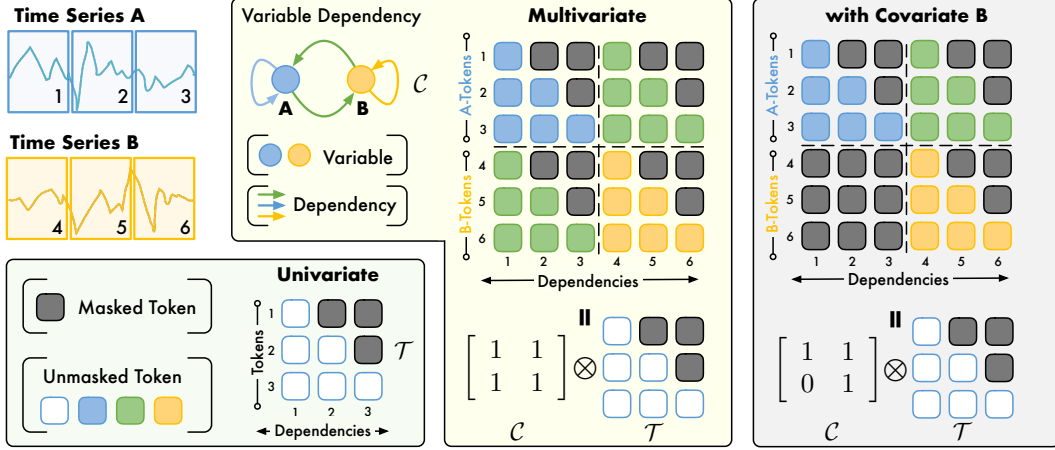 Time Series A
1 2 3
Time Series B
4 5 6
Variable Dependency
A B
C
Variable
Dependency
Masked Token
Unmasked Token
Univariate
Tokens
1
2
3
T
1 2 3
Dependencies
Multivariate
A-Tokens
1
2
3
B-Tokens
4
5
6
1 2 3 4 5 6
Dependencies
=
[ 1 1
1 1 ] ⊗
C T
with Covariate B
A-Tokens
1
2
3
B-Tokens
4
5
6
1 2 3 4 5 6
Dependencies
=
[ 1 1
0 1 ] ⊗
C T